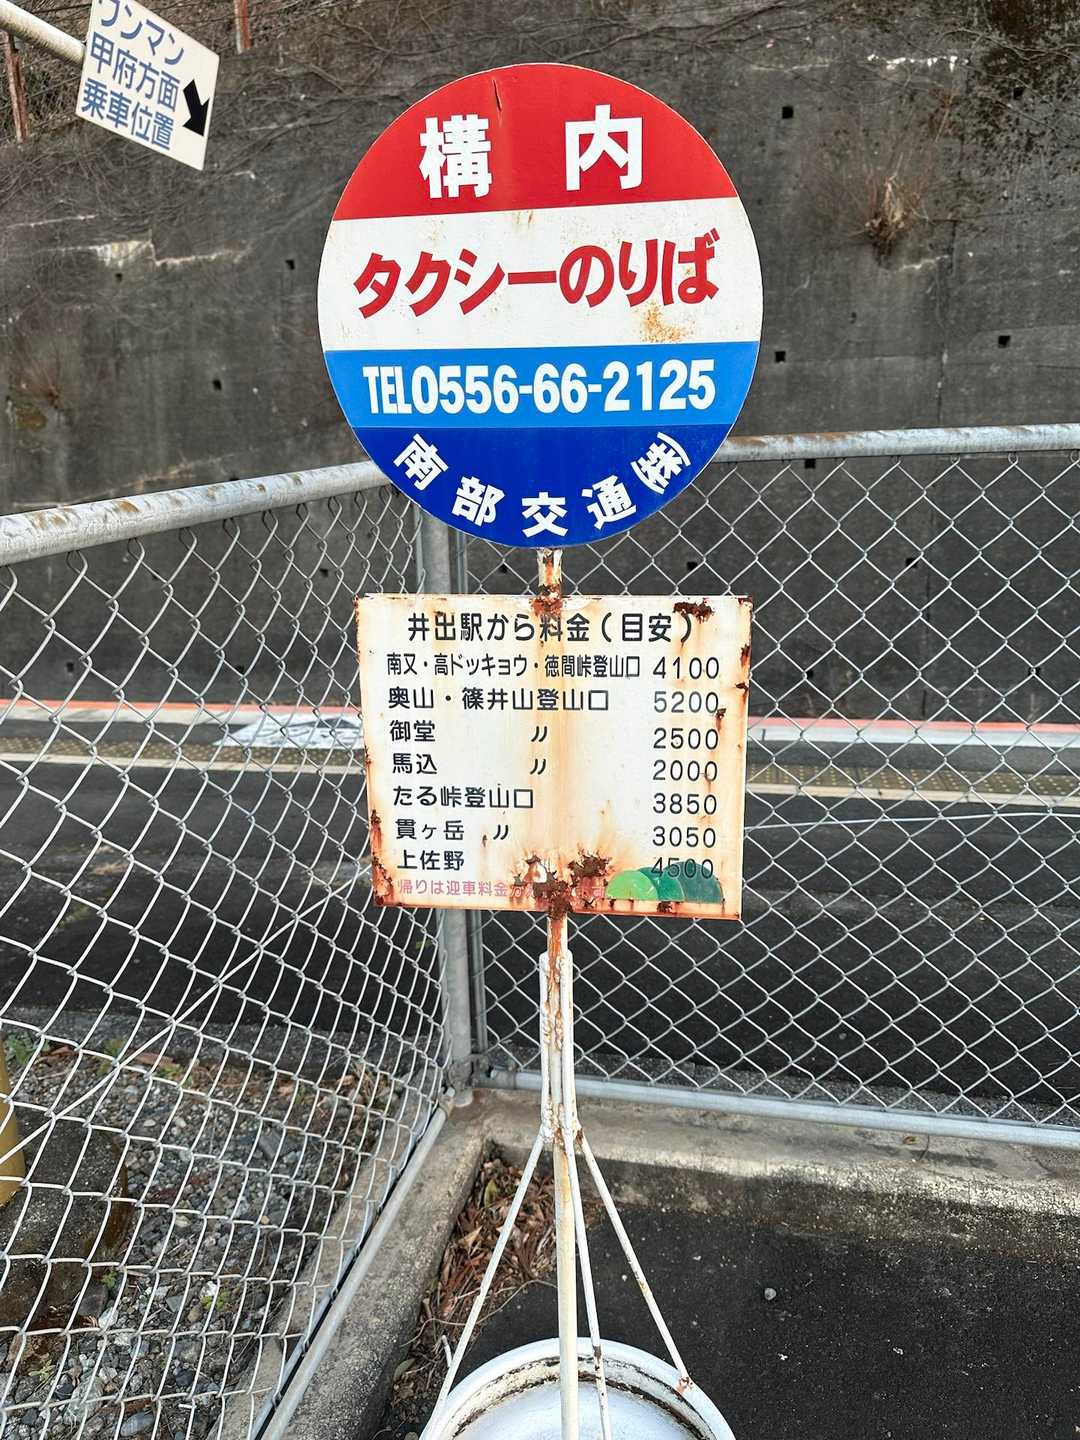 ワンマン
甲府方面
乗車位置
構内
タクシーのりば
TEL0556-66-2125
南部交通㈱
井出駅から料金(目安)
南又・高ドッキョウ・徳間峠登山口 4100
奥山・篠井山登山口 5200
御堂 〃 2500
馬込 〃 2000
たる峠登山口 3850
貫ヶ岳 〃 3050
上佐野 4500
帰りは迎車料金が